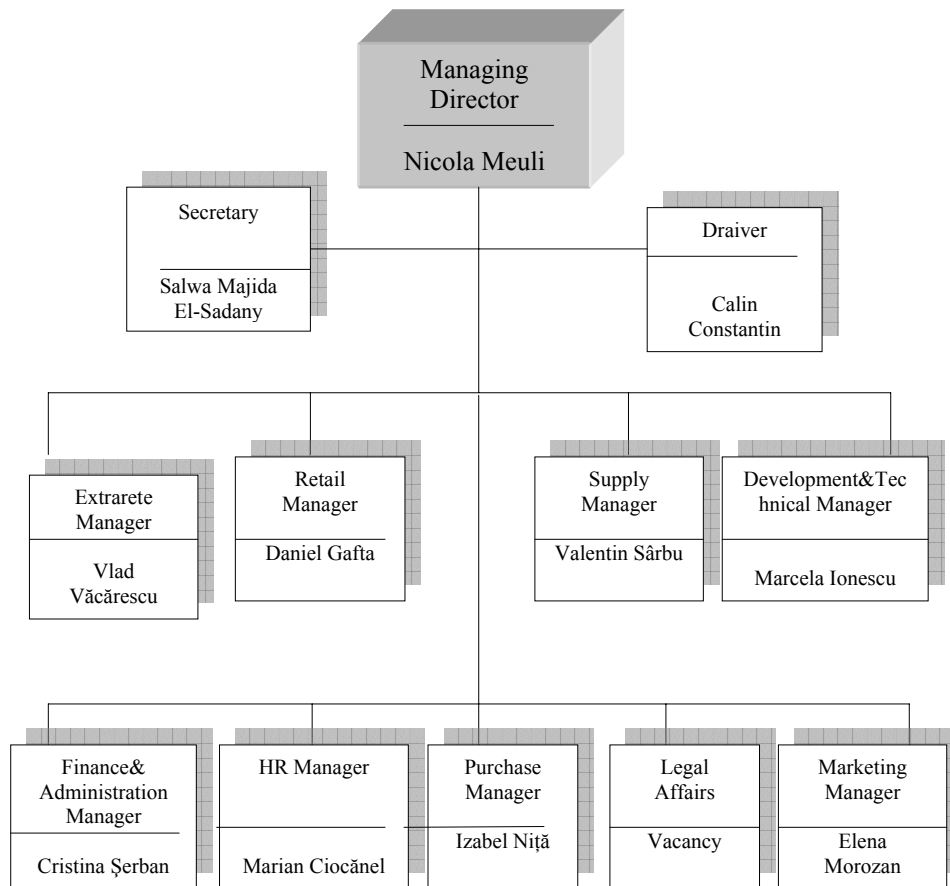 Managing
Director
Nicola Meuli
Secretary
Salwa Majida
El-Sadany
Draiver
Calin
Constantin
Extrarete
Manager
Vlad
Văcărescu
Retail
Manager
Daniel Gafta
Supply
Manager
Valentin Sârbu
Development&Tec
hnical Manager
Marcela Ionescu
Finance&
Administration
Manager
Cristina Şerban
HR Manager
Marian Ciocănel
Purchase
Manager
Izabel Niţă
Legal
Affairs
Vacancy
Marketing
Manager
Elena
Morozan